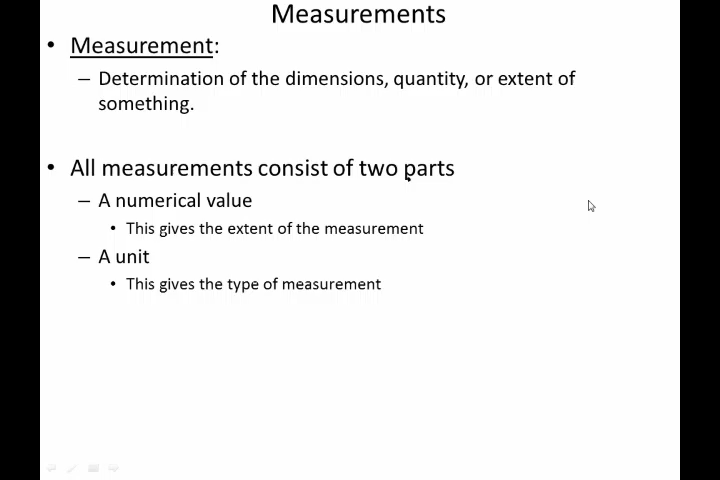 Measurements
• Measurement:
– Determination of the dimensions, quantity, or extent of
something.
• All measurements consist of two parts
– A numerical value
• This gives the extent of the measurement
– A unit
• This gives the type of measurement